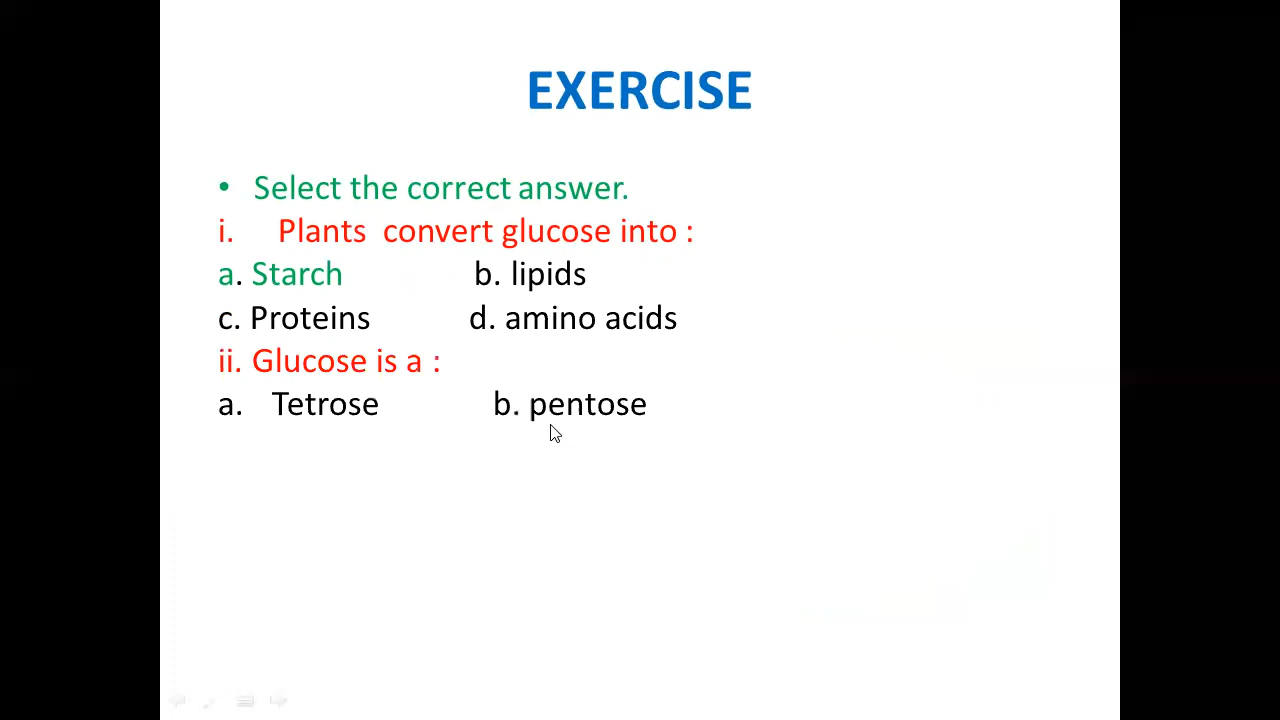 EXERCISE
• Select the correct answer.
i. Plants convert glucose into :
a. Starch b. lipids
c. Proteins d. amino acids
ii. Glucose is a :
a. Tetrose b. pentose